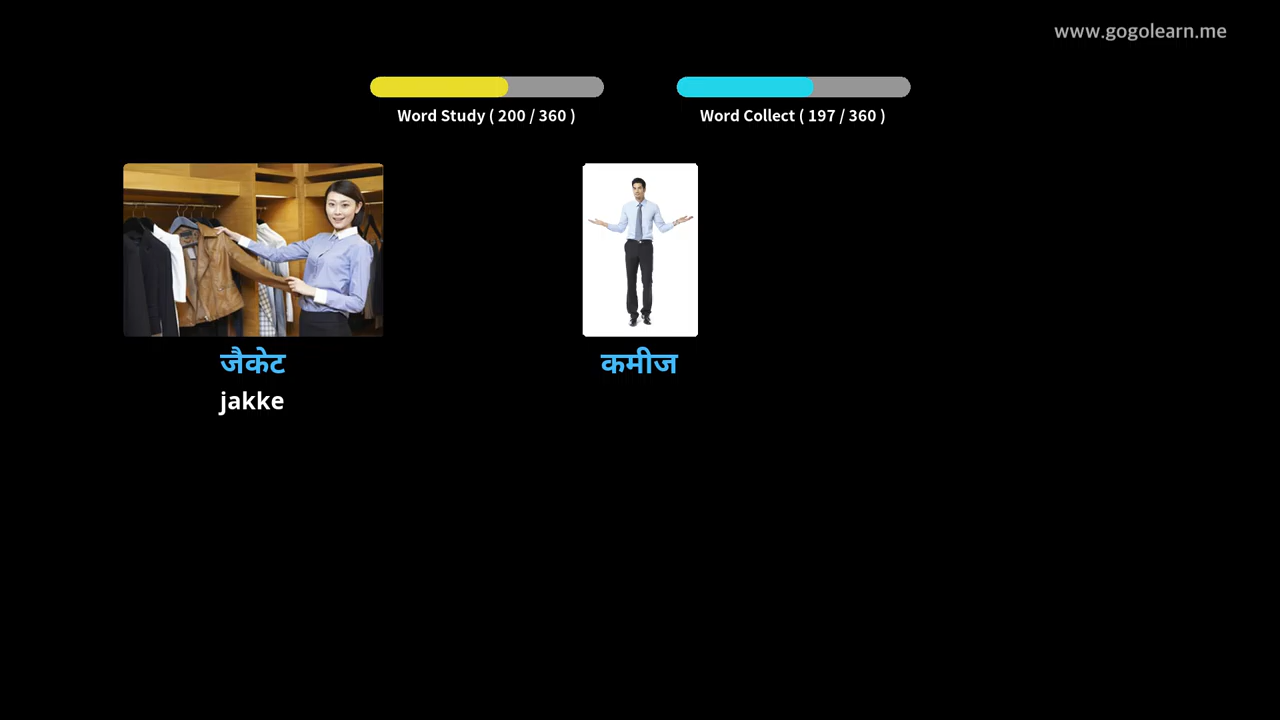 www.gogolearn.me
Word Study ( 200 / 360 )
Word Collect ( 197 / 360 )
जैकेट
jakke
कमीज